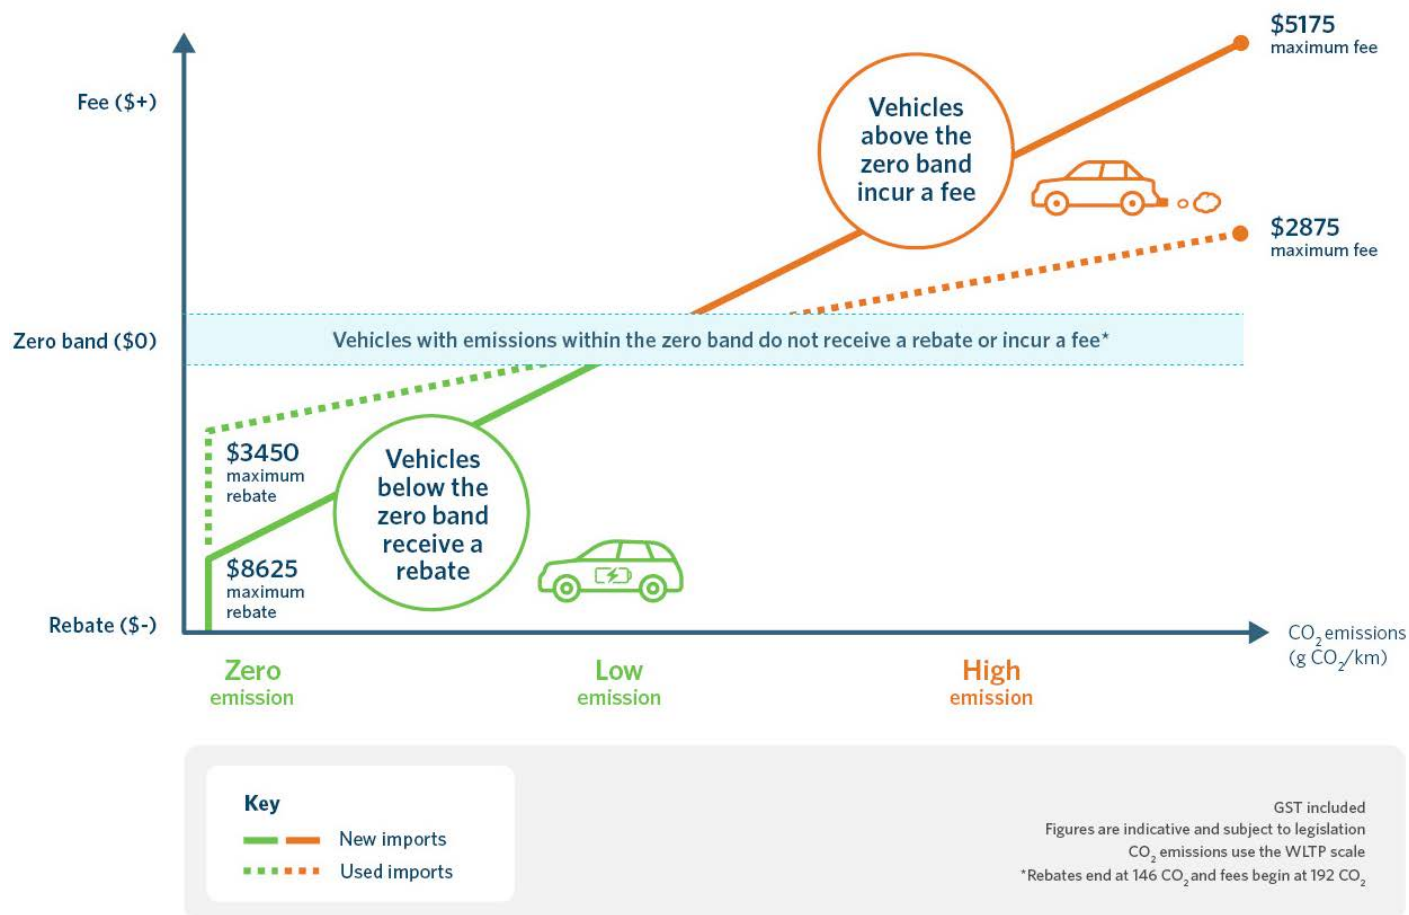 $5175
maximum fee
Fee ($+)
Vehicles
above the
zero band
incur a fee
$2875
maximum fee
Zero band ($0)
Vehicles with emissions within the zero band do not receive a rebate or incur a fee*
$3450
maximum
rebate
Vehicles
below the
zero band
receive a
rebate
$8625
maximum
rebate
Rebate ($-)
CO₂ emissions
(g CO₂/km)
Zero
emission
Low
emission
High
emission
Key
New imports
Used imports
GST included
Figures are indicative and subject to legislation
CO₂ emissions use the WLTP scale
*Rebates end at 146 CO₂ and fees begin at 192 CO₂